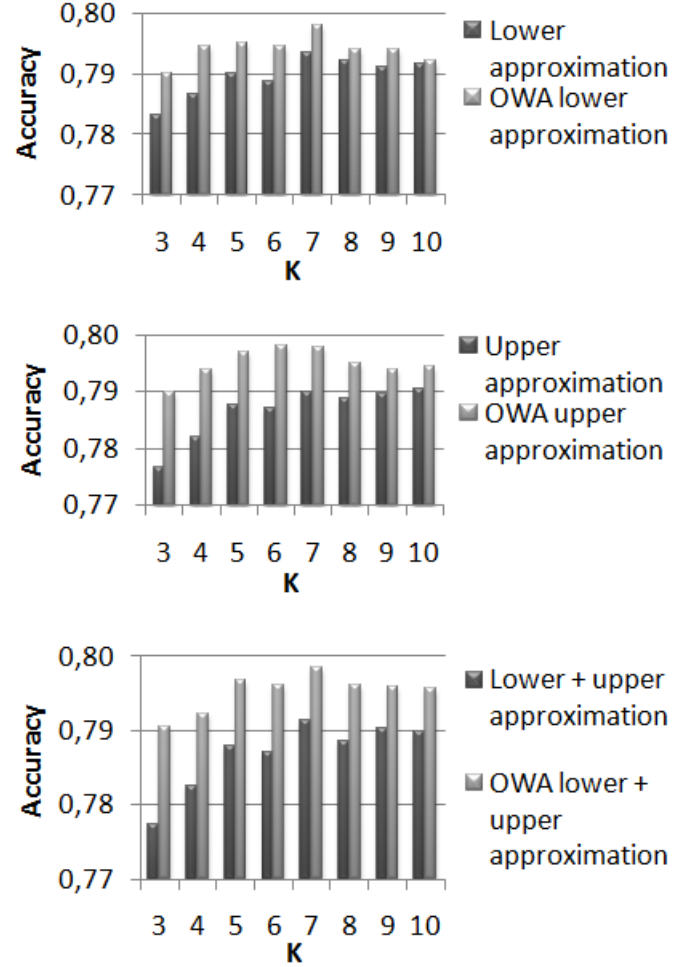 0,80
0,79
0,78
0,77
Accuracy
3 4 5 6 7 8 9 10
K
Lower
approximation
OWA lower
approximation
0,80
0,79
0,78
0,77
Accuracy
3 4 5 6 7 8 9 10
K
Upper
approximation
OWA upper
approximation
0,80
0,79
0,78
0,77
Accuracy
3 4 5 6 7 8 9 10
K
Lower + upper
approximation
OWA lower +
upper
approximation